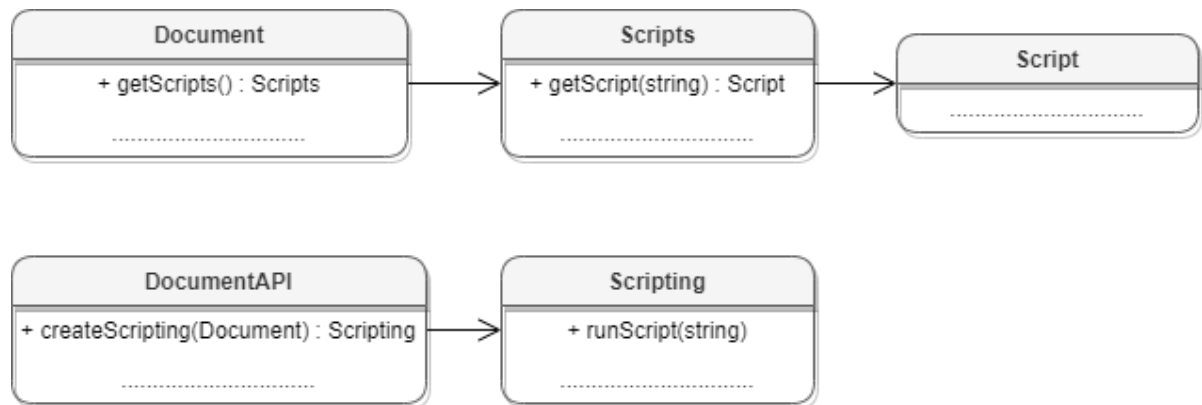 Document
+ getScripts() : Scripts
................................
Scripts
+ getScript(string) : Script
................................
Script
................................
DocumentAPI
+ createScripting(Document) : Scripting
................................
Scripting
+ runScript(string)
................................